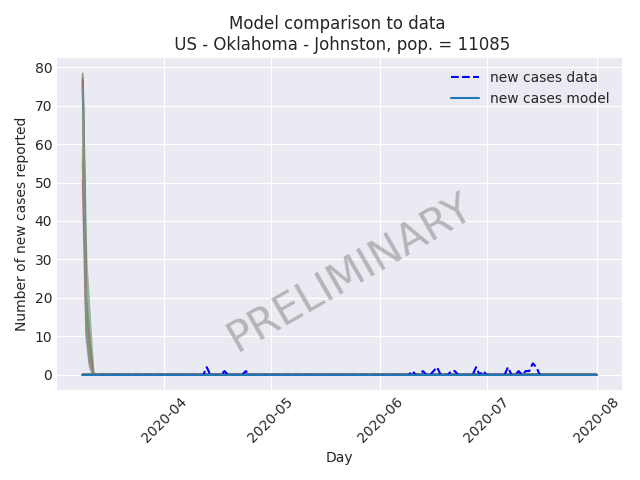 Model comparison to data
US - Oklahoma - Johnston, pop. = 11085
new cases data
new cases model
Number of new cases reported
80
70
60
50
40
30
20
10
0
PRELIMINARY
2020-04
2020-05
2020-06
2020-07
2020-08
Day